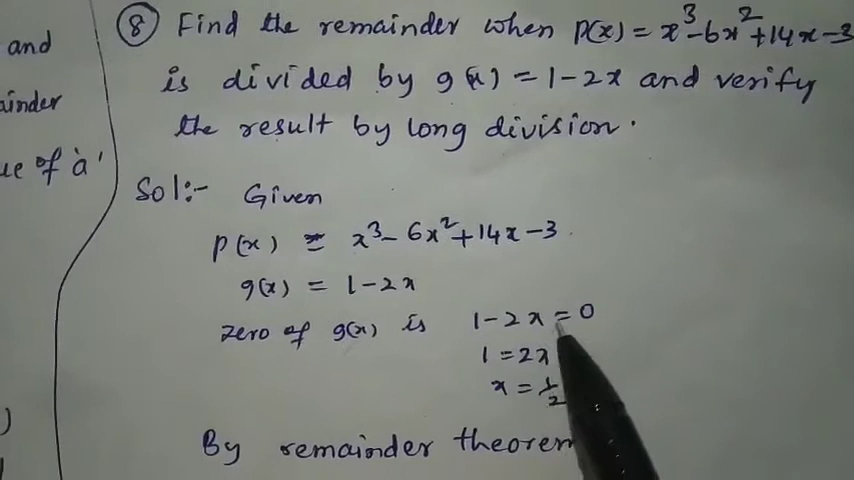 and
ainder
ue of 'a'
)
⑧ Find the remainder when p(x) = x³-6x²+14x-3
is divided by g(x) = 1-2x and verify
the result by long division.
Sol:- Given
p(x) = x³-6x²+14x-3.
g(x) = 1-2x
zero of g(x) is 1-2x=0
1=2x
x=1/2
By remainder theorem